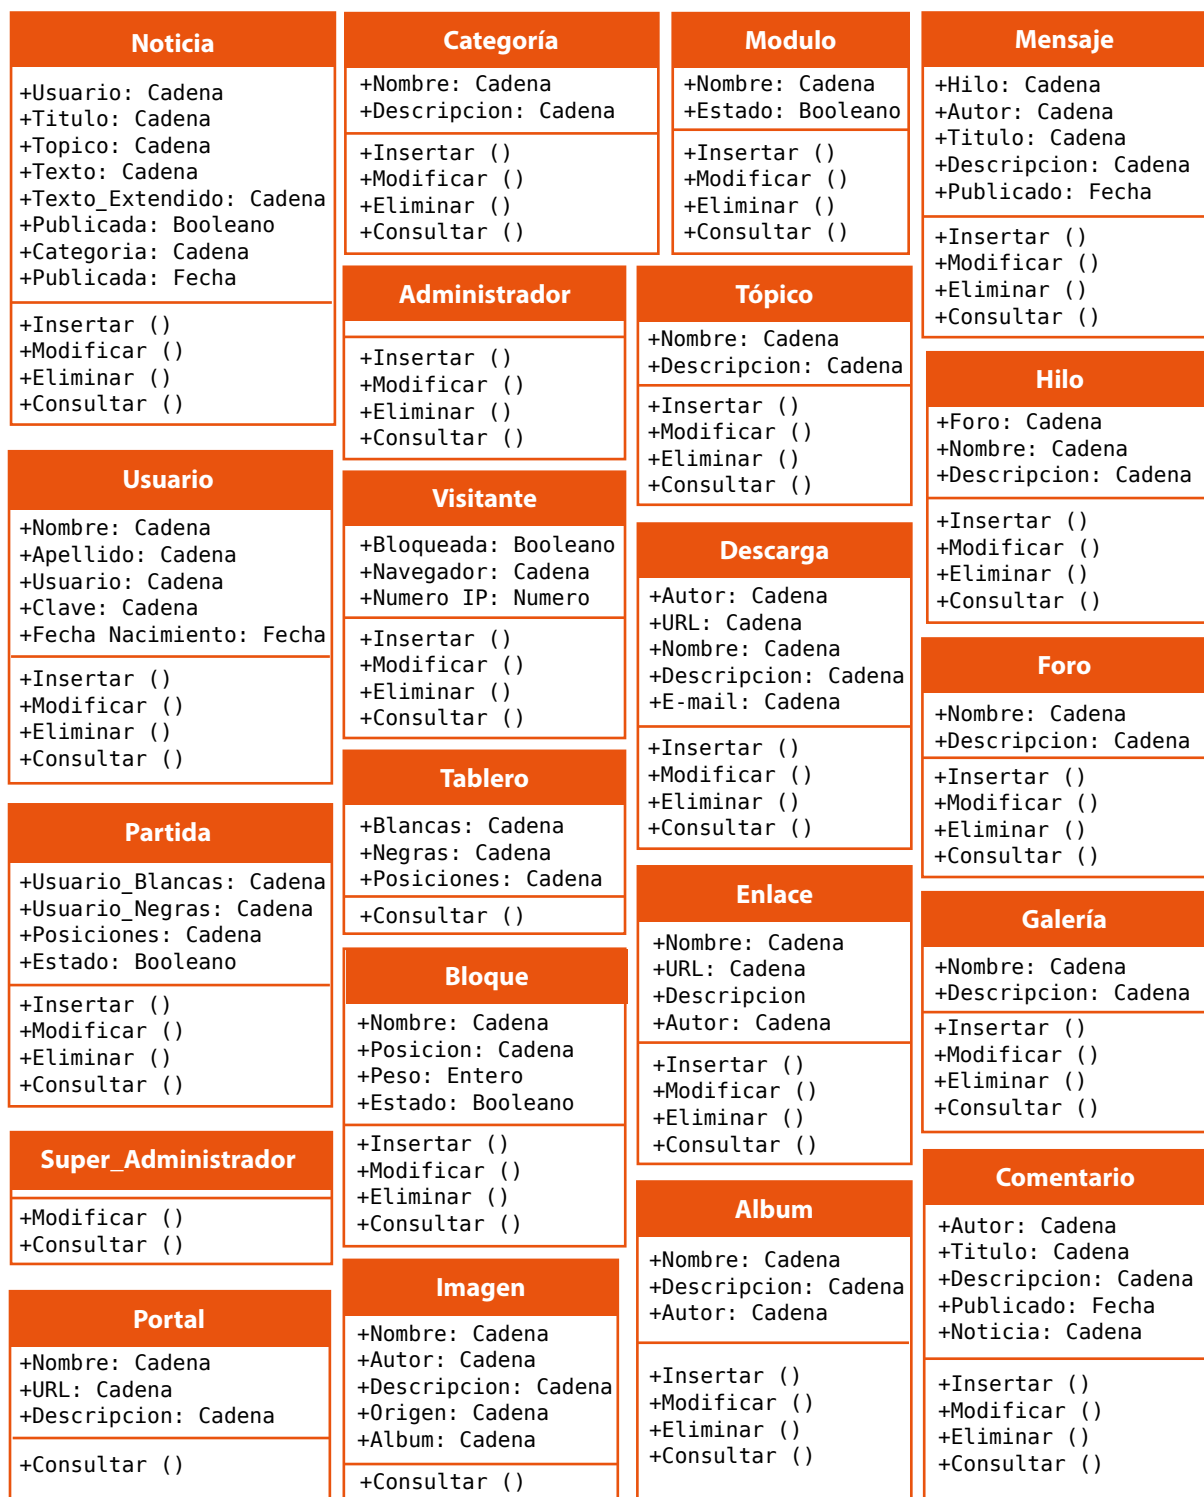 Noticia
+Usuario: Cadena
+Titulo: Cadena
+Topico: Cadena
+Texto: Cadena
+Texto_Extendido: Cadena
+Publicada: Booleano
+Categoria: Cadena
+Publicada: Fecha
+Insertar ()
+Modificar ()
+Eliminar ()
+Consultar ()
Usuario
+Nombre: Cadena
+Apellido: Cadena
+Usuario: Cadena
+Clave: Cadena
+Fecha Nacimiento: Fecha
+Insertar ()
+Modificar ()
+Eliminar ()
+Consultar ()
Partida
+Usuario_Blancas: Cadena
+Usuario_Negras: Cadena
+Posiciones: Cadena
+Estado: Booleano
+Insertar ()
+Modificar ()
+Eliminar ()
+Consultar ()
Super_Administrador
+Modificar ()
+Consultar ()
Portal
+Nombre: Cadena
+URL: Cadena
+Descripcion: Cadena
+Consultar ()
Categoría
+Nombre: Cadena
+Descripcion: Cadena
+Insertar ()
+Modificar ()
+Eliminar ()
+Consultar ()
Administrador
+Insertar ()
+Modificar ()
+Eliminar ()
+Consultar ()
Visitante
+Bloqueada: Booleano
+Navegador: Cadena
+Numero IP: Numero
+Insertar ()
+Modificar ()
+Eliminar ()
+Consultar ()
Tablero
+Blancas: Cadena
+Negras: Cadena
+Posiciones: Cadena
+Consultar ()
Bloque
+Nombre: Cadena
+Posicion: Cadena
+Peso: Entero
+Estado: Booleano
+Insertar ()
+Modificar ()
+Eliminar ()
+Consultar ()
Imagen
+Nombre: Cadena
+Autor: Cadena
+Descripcion: Cadena
+Origen: Cadena
+Album: Cadena
+Consultar ()
Modulo
+Nombre: Cadena
+Estado: Booleano
+Insertar ()
+Modificar ()
+Eliminar ()
+Consultar ()
Tópico
+Nombre: Cadena
+Descripcion: Cadena
+Insertar ()
+Modificar ()
+Eliminar ()
+Consultar ()
Descarga
+Autor: Cadena
+URL: Cadena
+Nombre: Cadena
+Descripcion: Cadena
+E-mail: Cadena
+Insertar ()
+Modificar ()
+Eliminar ()
+Consultar ()
Enlace
+Nombre: Cadena
+URL: Cadena
+Descripcion
+Autor: Cadena
+Insertar ()
+Modificar ()
+Eliminar ()
+Consultar ()
Album
+Nombre: Cadena
+Descripcion: Cadena
+Autor: Cadena
+Insertar ()
+Modificar ()
+Eliminar ()
+Consultar ()
Mensaje
+Hilo: Cadena
+Autor: Cadena
+Titulo: Cadena
+Descripcion: Cadena
+Publicado: Fecha
+Insertar ()
+Modificar ()
+Eliminar ()
+Consultar ()
Hilo
+Foro: Cadena
+Nombre: Cadena
+Descripcion: Cadena
+Insertar ()
+Modificar ()
+Eliminar ()
+Consultar ()
Foro
+Nombre: Cadena
+Descripcion: Cadena
+Insertar ()
+Modificar ()
+Eliminar ()
+Consultar ()
Galería
+Nombre: Cadena
+Descripcion: Cadena
+Insertar ()
+Modificar ()
+Eliminar ()
+Consultar ()
Comentario
+Autor: Cadena
+Titulo: Cadena
+Descripcion: Cadena
+Publicado: Fecha
+Noticia: Cadena
+Insertar ()
+Modificar ()
+Eliminar ()
+Consultar ()